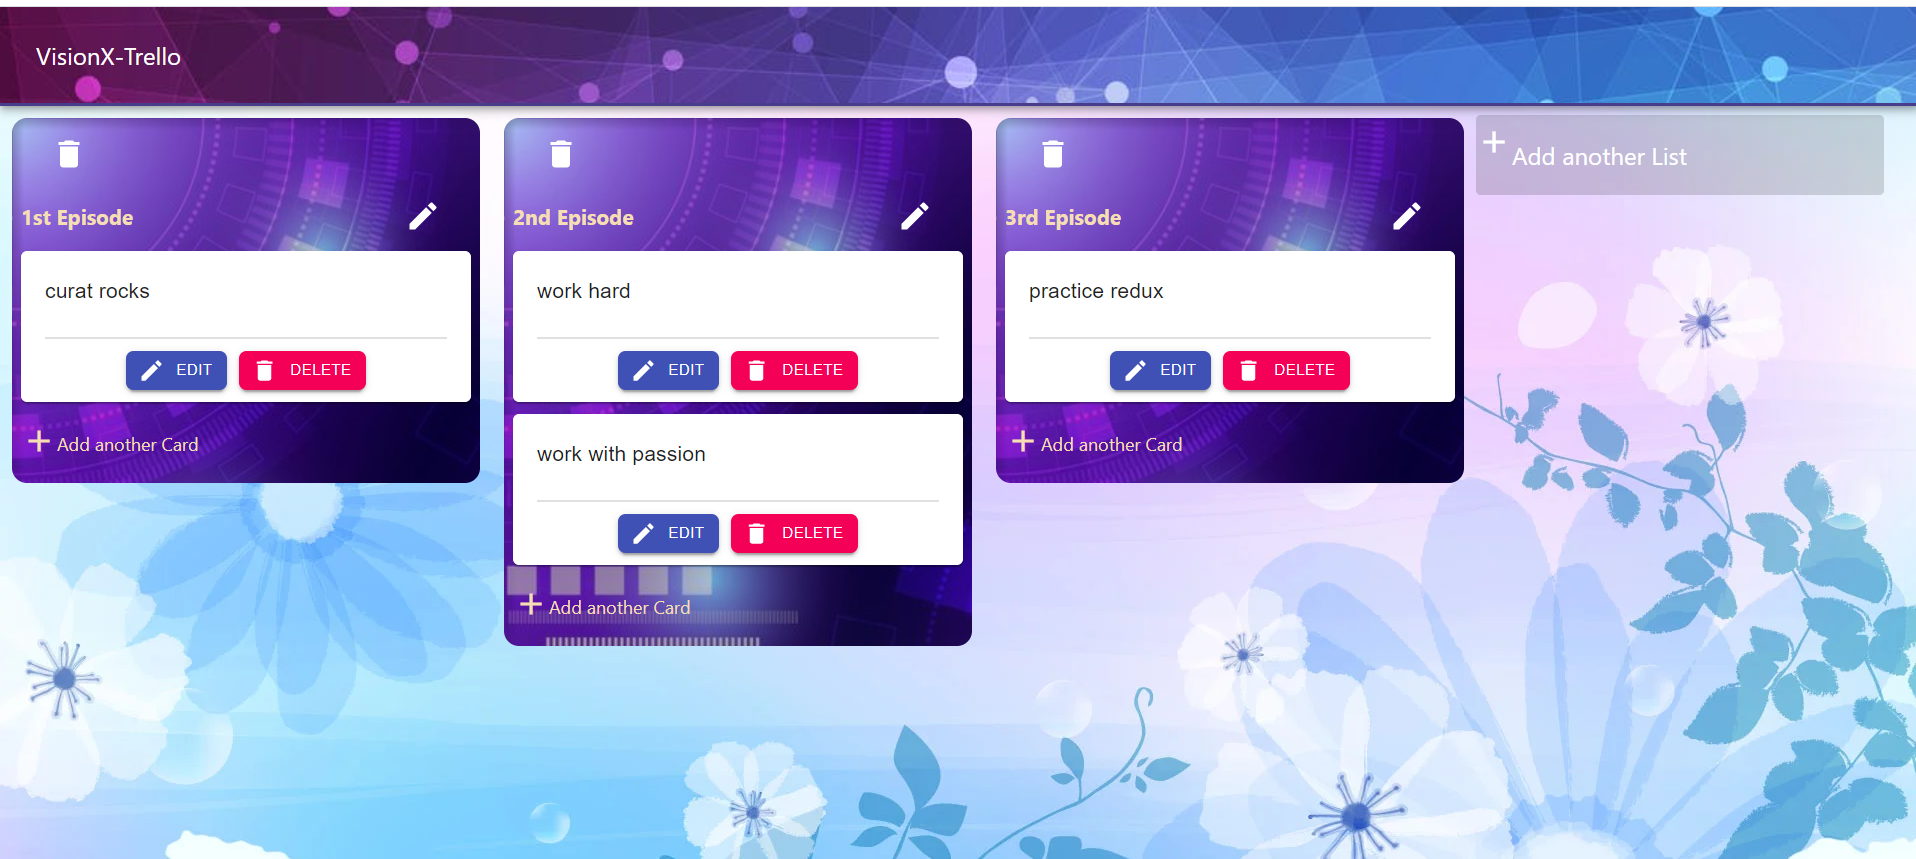 VisionX-Trello
1st Episode
curat rocks
EDIT DELETE
Add another Card
2nd Episode
work hard
EDIT DELETE
work with passion
EDIT DELETE
Add another Card
3rd Episode
practice redux
EDIT DELETE
Add another Card
Add another List